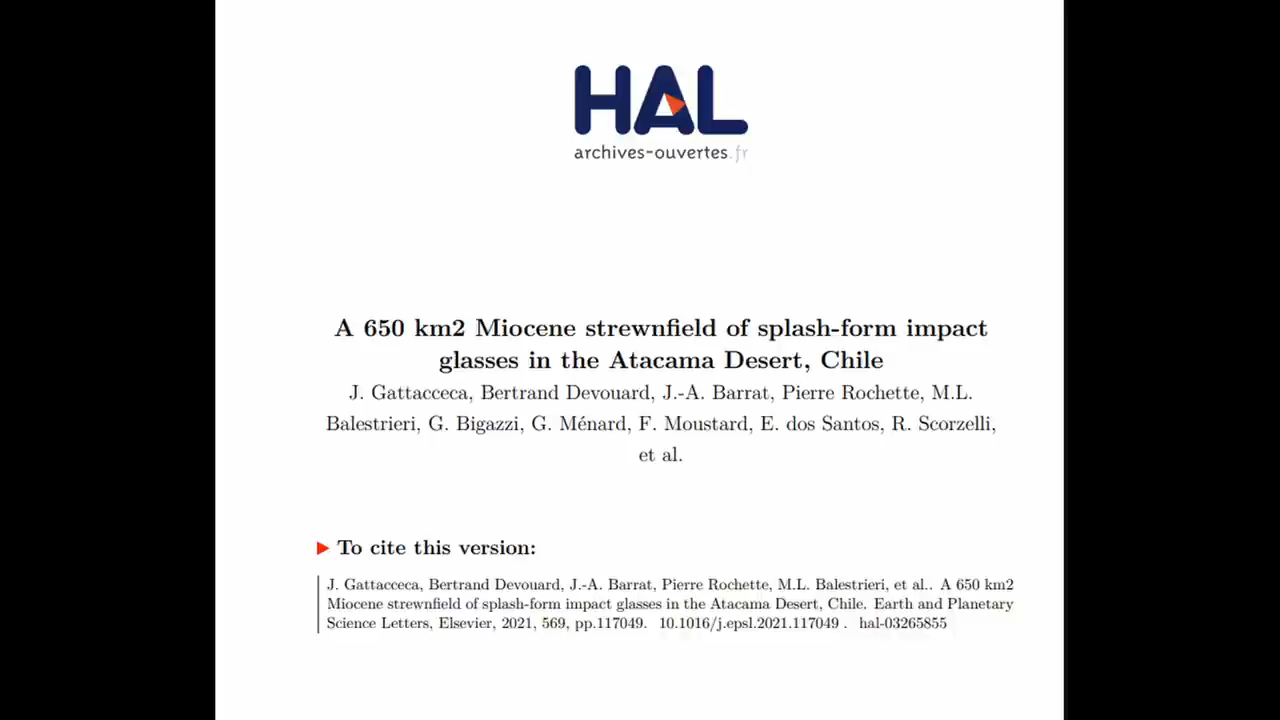 HAL
archives-ouvertes.fr
A 650 km2 Miocene strewnfield of splash-form impact
glasses in the Atacama Desert, Chile
J. Gattacceca, Bertrand Devouard, J.-A. Barrat, Pierre Rochette, M.L.
Balestrieri, G. Bigazzi, G. Ménard, F. Moustard, E. dos Santos, R. Scorzelli,
et al.
To cite this version:
J. Gattacceca, Bertrand Devouard, J.-A. Barrat, Pierre Rochette, M.L. Balestrieri, et al.. A 650 km2
Miocene strewnfield of splash-form impact glasses in the Atacama Desert, Chile. Earth and Planetary
Science Letters, Elsevier, 2021, 569, pp.117049. 10.1016/j.epsl.2021.117049 . hal-03265855